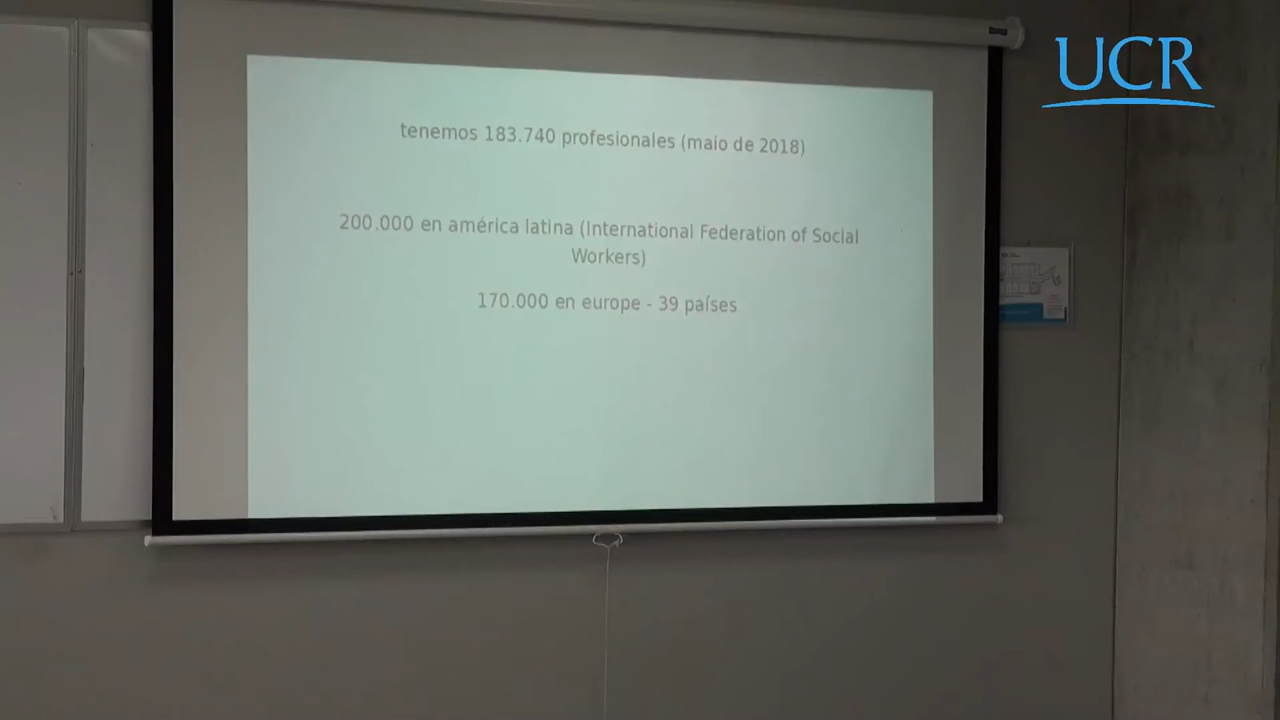 UCR
tenemos 183.740 profesionales (maio de 2018)
200.000 en américa latina (International Federation of Social
Workers)
170.000 en europe - 39 países